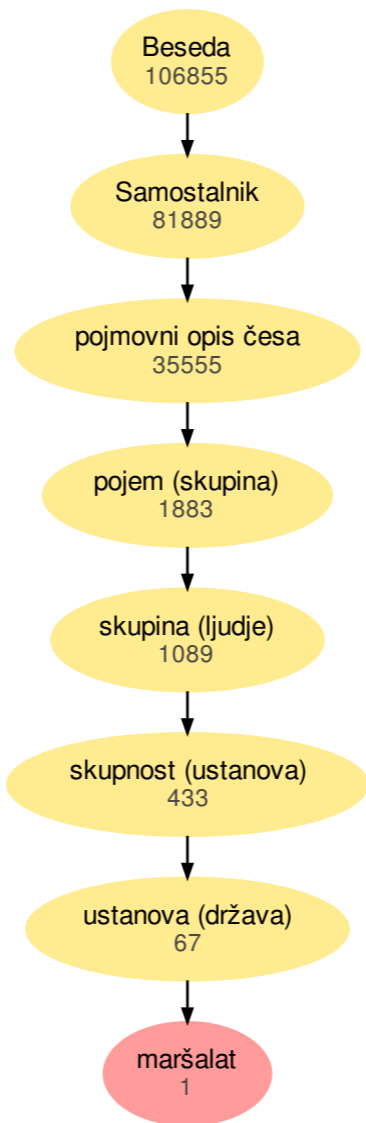 Beseda
106855
Samostalnik
81889
pojmovni opis česa
35555
pojem (skupina)
1883
skupina (ljudje)
1089
skupnost (ustanova)
433
ustanova (država)
67
maršalat
1